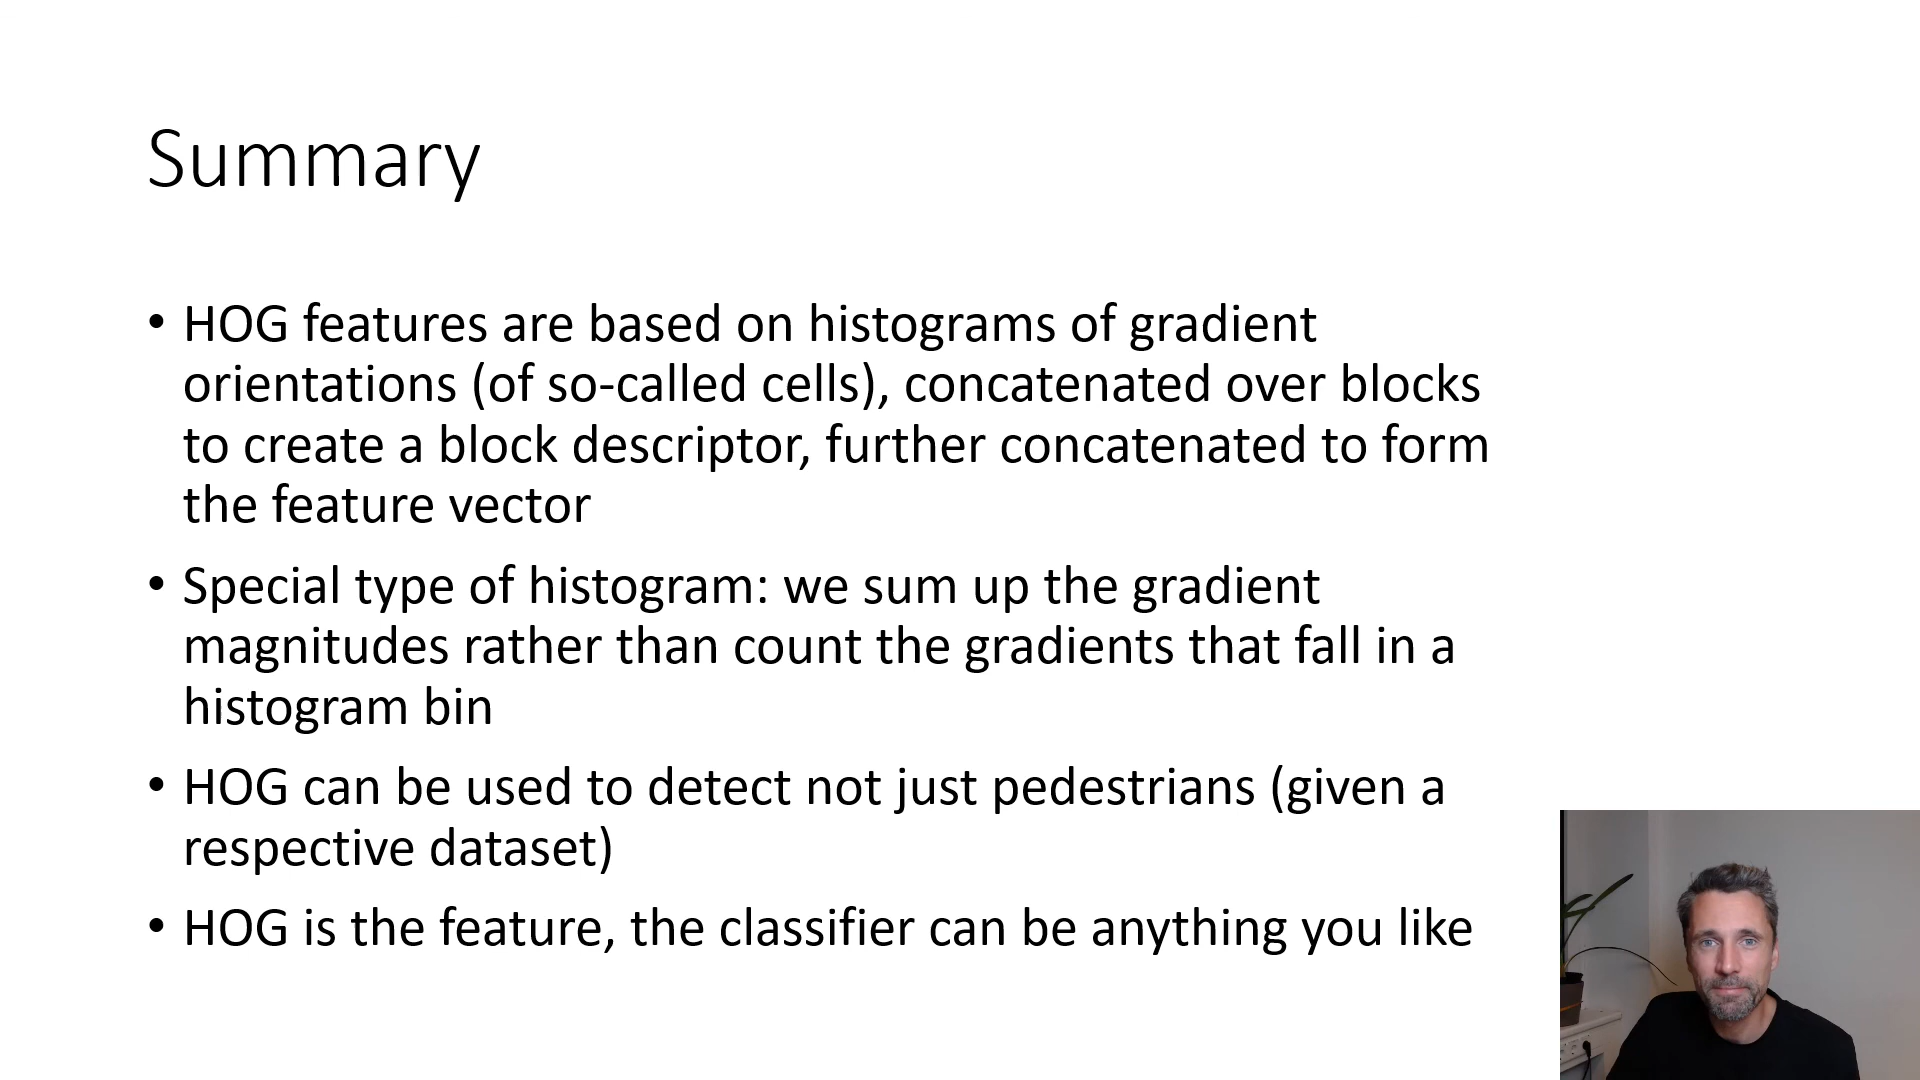 Summary
• HOG features are based on histograms of gradient
orientations (of so-called cells), concatenated over blocks
to create a block descriptor, further concatenated to form
the feature vector
• Special type of histogram: we sum up the gradient
magnitudes rather than count the gradients that fall in a
histogram bin
• HOG can be used to detect not just pedestrians (given a
respective dataset)
• HOG is the feature, the classifier can be anything you like